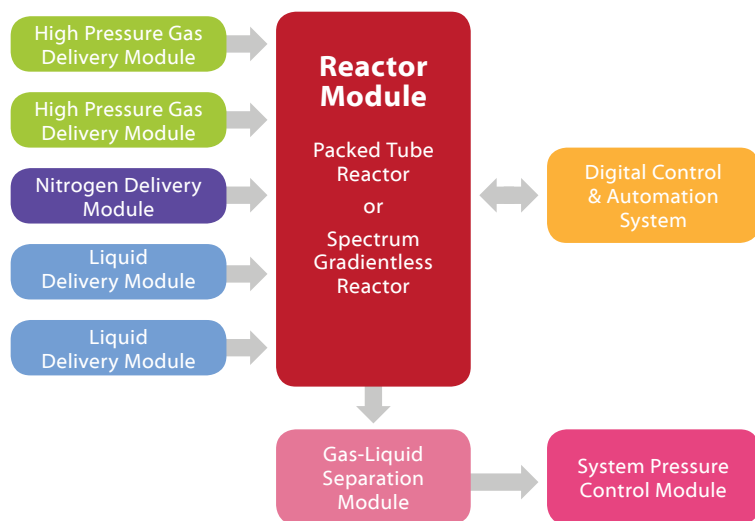 High Pressure Gas
Delivery Module
High Pressure Gas
Delivery Module
Nitrogen Delivery
Module
Liquid
Delivery Module
Liquid
Delivery Module
Reactor
Module
Packed Tube
Reactor
or
Spectrum
Gradientless
Reactor
Digital Control
& Automation
System
Gas-Liquid
Separation
Module
System Pressure
Control Module